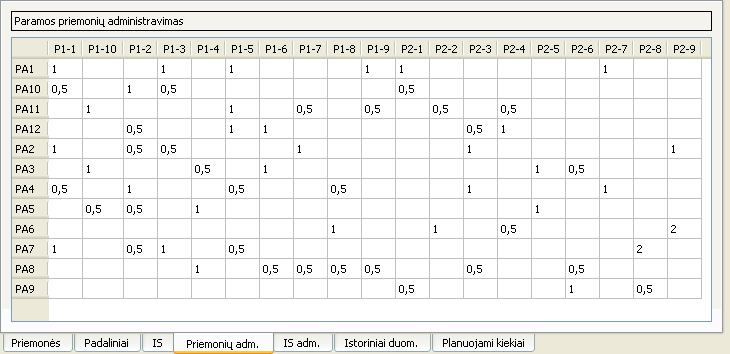 Paramos priemonių administravimas
P1-1 P1-10 P1-2 P1-3 P1-4 P1-5 P1-6 P1-7 P1-8 P1-9 P2-1 P2-2 P2-3 P2-4 P2-5 P2-6 P2-7 P2-8 P2-9
PA1 1 1 1 1 1 1
PA10 0,5 1 0,5 0,5
PA11 1 1 0,5 0,5 0,5 0,5
PA12 0,5 1 1 0,5 1
PA2 1 0,5 0,5 1 1 1
PA3 1 0,5 1 1 0,5
PA4 0,5 1 0,5 0,5 1 1
PA5 0,5 0,5 1 1
PA6 1 1 0,5 2
PA7 1 0,5 1 0,5 2
PA8 1 0,5 0,5 0,5 0,5 0,5 0,5
PA9 0,5 1 0,5
Priemonės Padaliniai IS Priemonių adm. IS adm. Istoriniai duom. Planuojami kiekiai